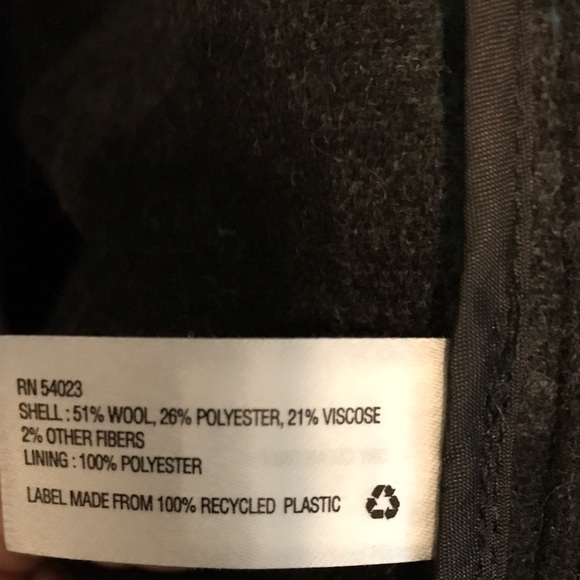 RN 54023
SHELL : 51% WOOL, 26% POLYESTER, 21% VISCOSE
2% OTHER FIBERS
LINING : 100% POLYESTER
LABEL MADE FROM 100% RECYCLED PLASTIC